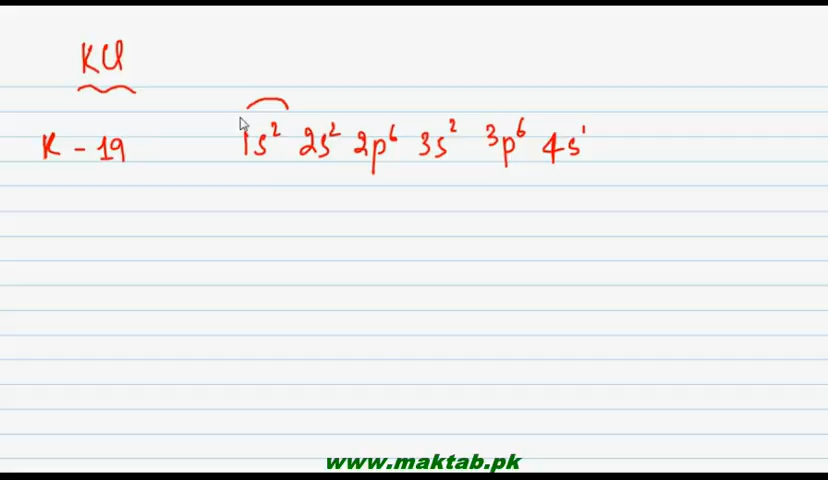 KCl
K - 19 1s² 2s² 2p⁶ 3s² 3p⁶ 4s¹
www.maktab.pk